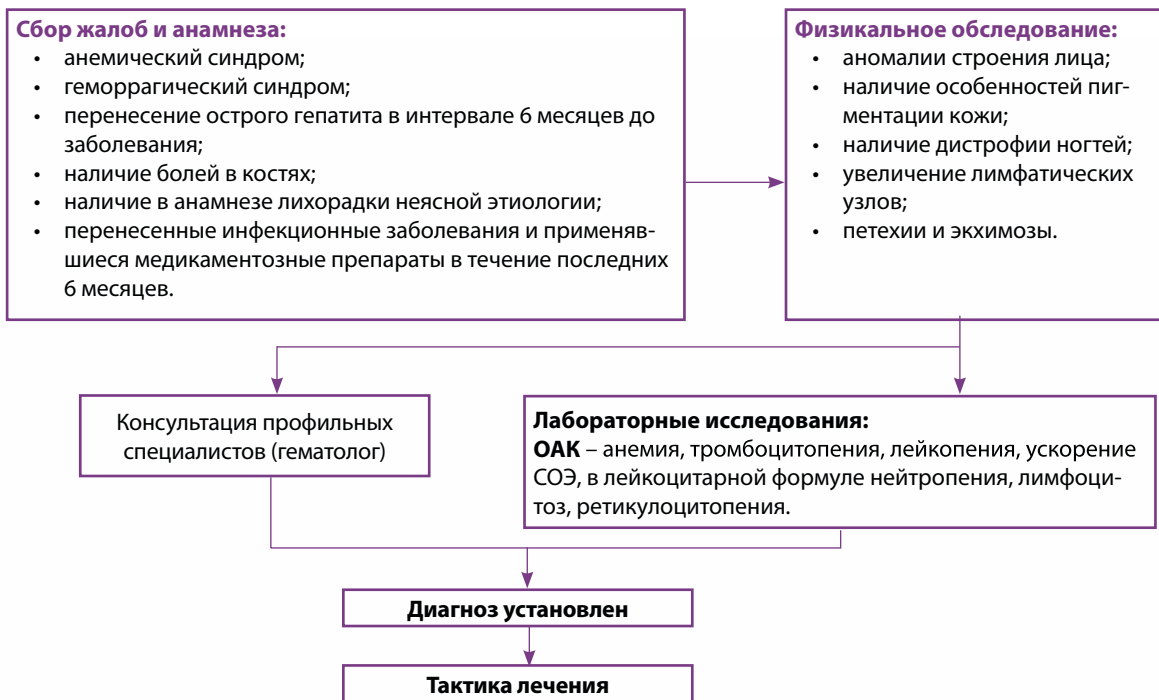 Сбор жалоб и анамнеза:
• анемический синдром;
• геморрагический синдром;
• перенесение острого гепатита в интервале 6 месяцев до
заболевания;
• наличие болей в костях;
• наличие в анамнезе лихорадки неясной этиологии;
• перенесенные инфекционные заболевания и применяв-
шиеся медикаментозные препараты в течение последних
6 месяцев.
Физикальное обследование:
• аномалии строения лица;
• наличие особенностей пиг-
ментации кожи;
• наличие дистрофии ногтей;
• увеличение лимфатических
узлов;
• петехии и экхимозы.
Консультация профильных
специалистов (гематолог)
Лабораторные исследования:
ОАК – анемия, тромбоцитопения, лейкопения, ускорение
СОЭ, в лейкоцитарной формуле нейтропения, лимфоци-
тоз, ретикулоцитопения.
Диагноз установлен
Тактика лечения